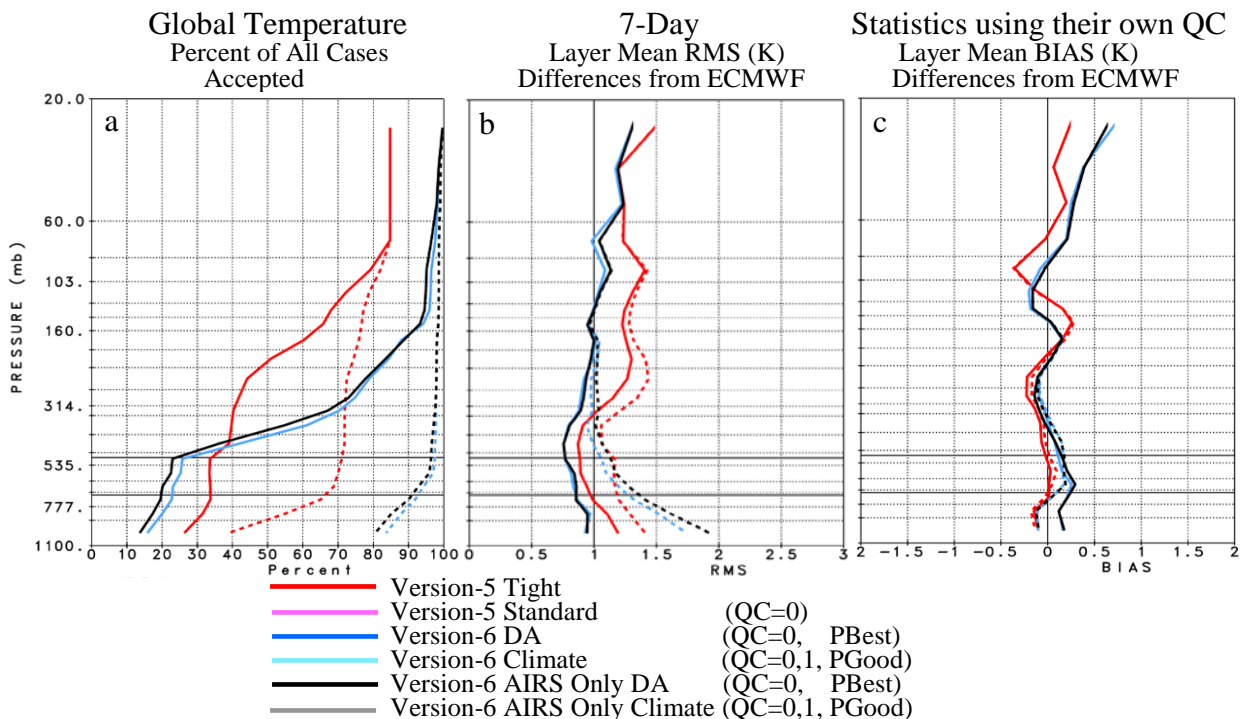 Global Temperature
Percent of All Cases
Accepted
7-Day
Layer Mean RMS (K)
Differences from ECMWF
Statistics using their own QC
Layer Mean BIAS (K)
Differences from ECMWF
a
b
c
PRESSURE (mb)
20.0
60.0
103.
160.
314.
535.
777.
1100.
0 10 20 30 40 50 60 70 80 90 100
Percent
0 0.5 1 1.5 2 2.5 3
RMS
-2 -1.5 -1 -0.5 0 0.5 1 1.5 2
BIAS
Version-5 Tight
Version-5 Standard (QC=0)
Version-6 DA (QC=0, PBest)
Version-6 Climate (QC=0,1, PGood)
Version-6 AIRS Only DA (QC=0, PBest)
Version-6 AIRS Only Climate (QC=0,1, PGood)